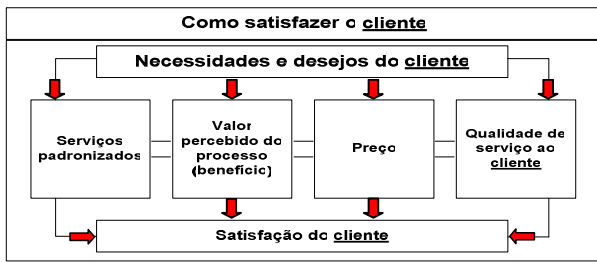 Como satisfazer o cliente
Necessidades e desejos do cliente
Serviços
padronizados
Valor
percebido do
processo
(benefício)
Preço
Qualidade de
serviço ao
cliente
Satisfação do cliente